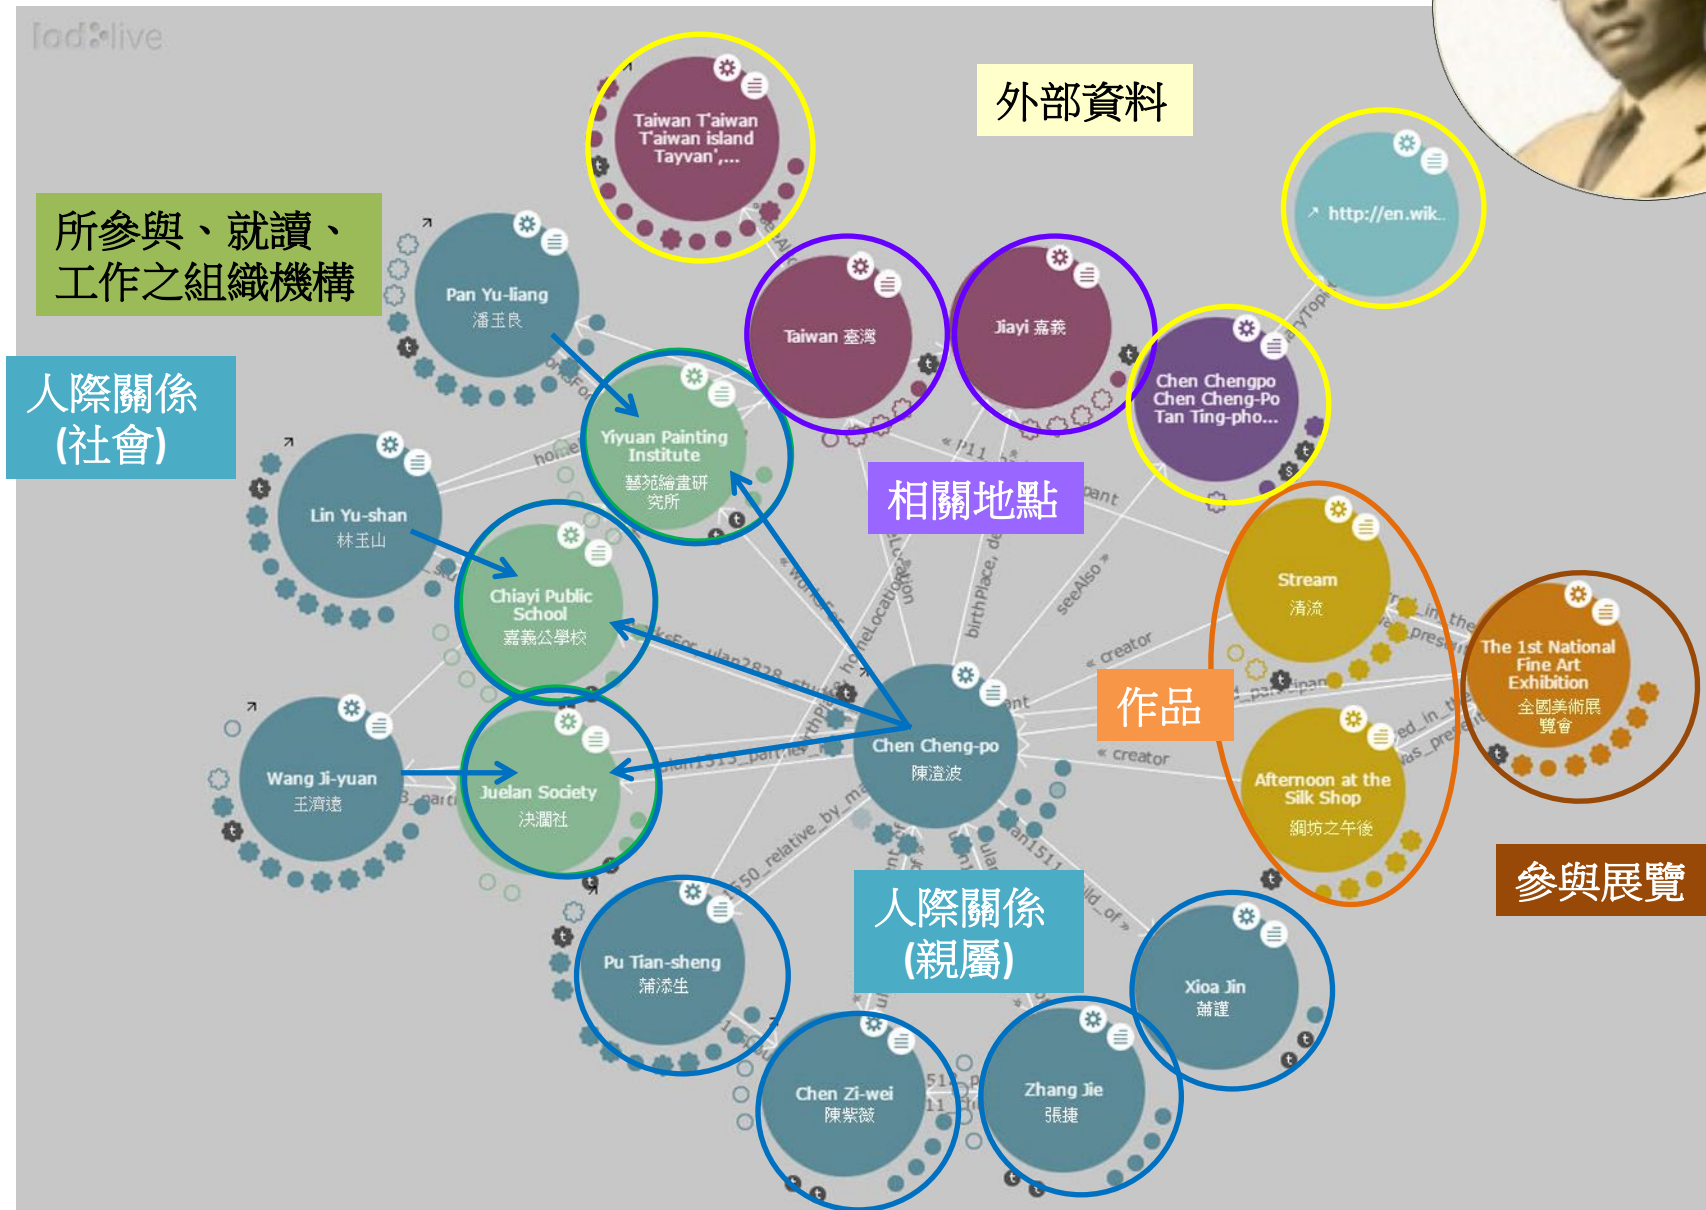 lod live
外部資料
Taiwan T'aiwan
T'aiwan island
Tayvan',...
http://en.wik..
所參與、就讀、
工作之組織機構
Pan Yu-liang
潘玉良
Taiwan 臺灣
Jiayi 嘉義
Chen Chengpo
Chen Cheng-Po
Tan Ting-pho...
人際關係
(社會)
Yiyuan Painting
Institute
藝苑繪畫研
究所
相關地點
Lin Yu-shan
林玉山
Chiayi Public
School
嘉義公學校
« worksFor
seeAlso »
« creator
Stream
清流
The 1st National
Fine Art
Exhibition
全國美術展
覽會
作品
Chen Cheng-po
陳澄波
« creator
Wang Ji-yuan
王濟遠
Juelan Society
決瀾社
Afternoon at the
Silk Shop
綢坊之午後
參與展覽
人際關係
(親屬)
Pu Tian-sheng
蒲添生
Xioa Jin
蕭謹
Chen Zi-wei
陳紫薇
Zhang Jie
張捷